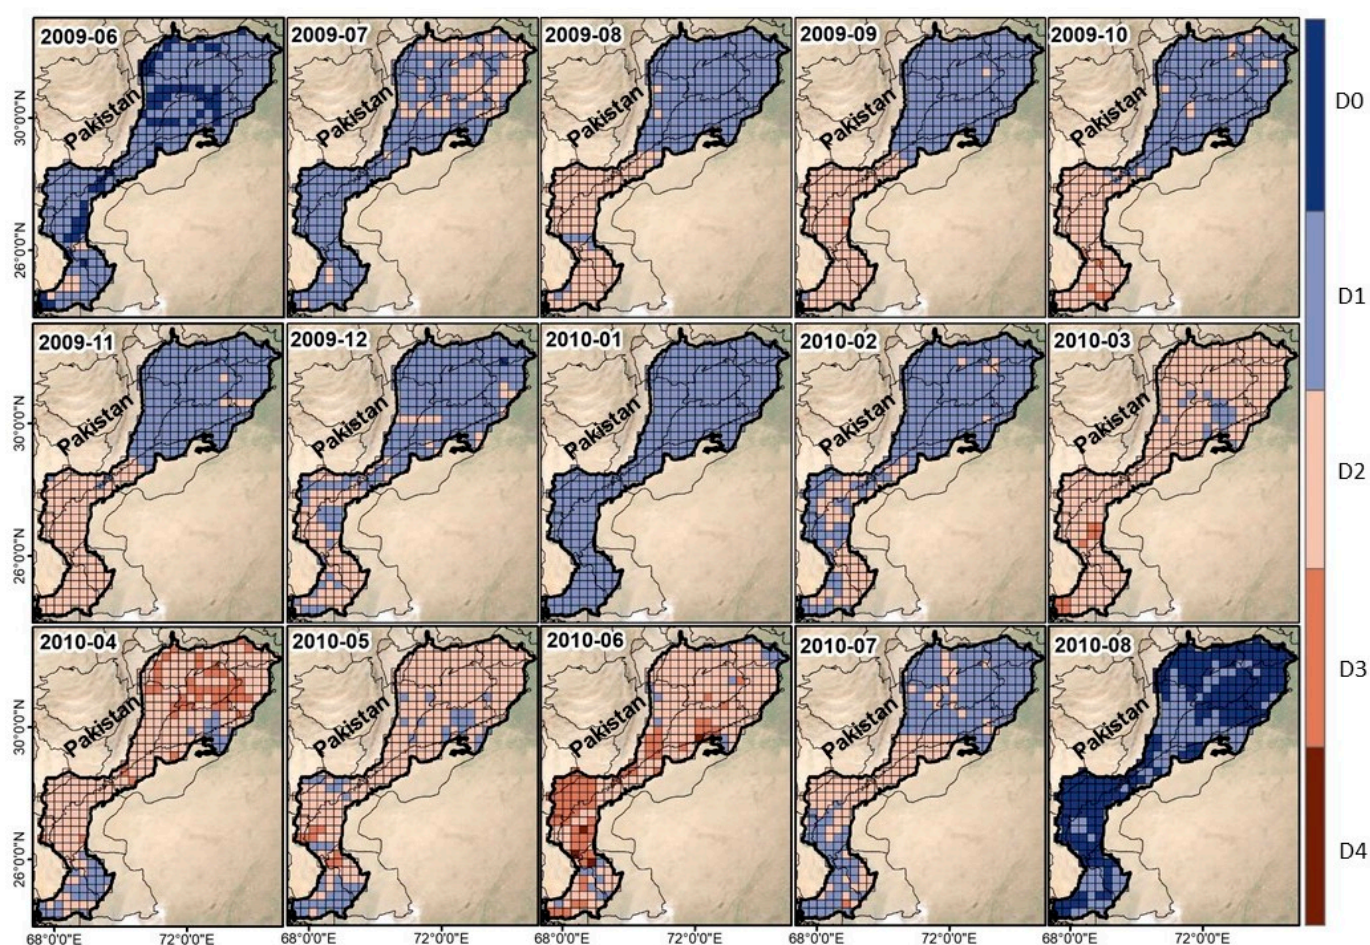 2009-06
2009-07
2009-08
2009-09
2009-10
Pakistan
Pakistan
Pakistan
Pakistan
Pakistan
30°0'0"N
26°0'0"N
D0
D1
2009-11
2009-12
2010-01
2010-02
2010-03
Pakistan
Pakistan
Pakistan
Pakistan
Pakistan
30°0'0"N
26°0'0"N
D2
2010-04
2010-05
2010-06
2010-07
2010-08
Pakistan
Pakistan
Pakistan
Pakistan
Pakistan
30°0'0"N
26°0'0"N
D3
D4
68°0'0"E 72°0'0"E
68°0'0"E 72°0'0"E
68°0'0"E 72°0'0"E
68°0'0"E 72°0'0"E
68°0'0"E 72°0'0"E